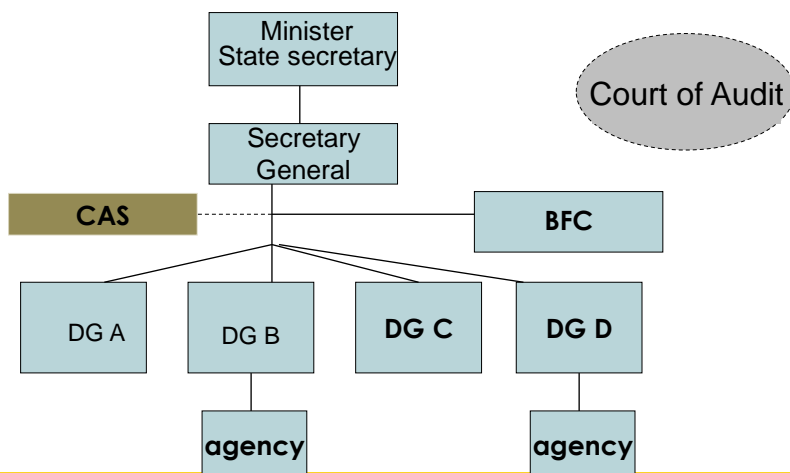 Minister
State secretary
Court of Audit
Secretary
General
CAS
BFC
DG A
DG B
DG C
DG D
agency
agency